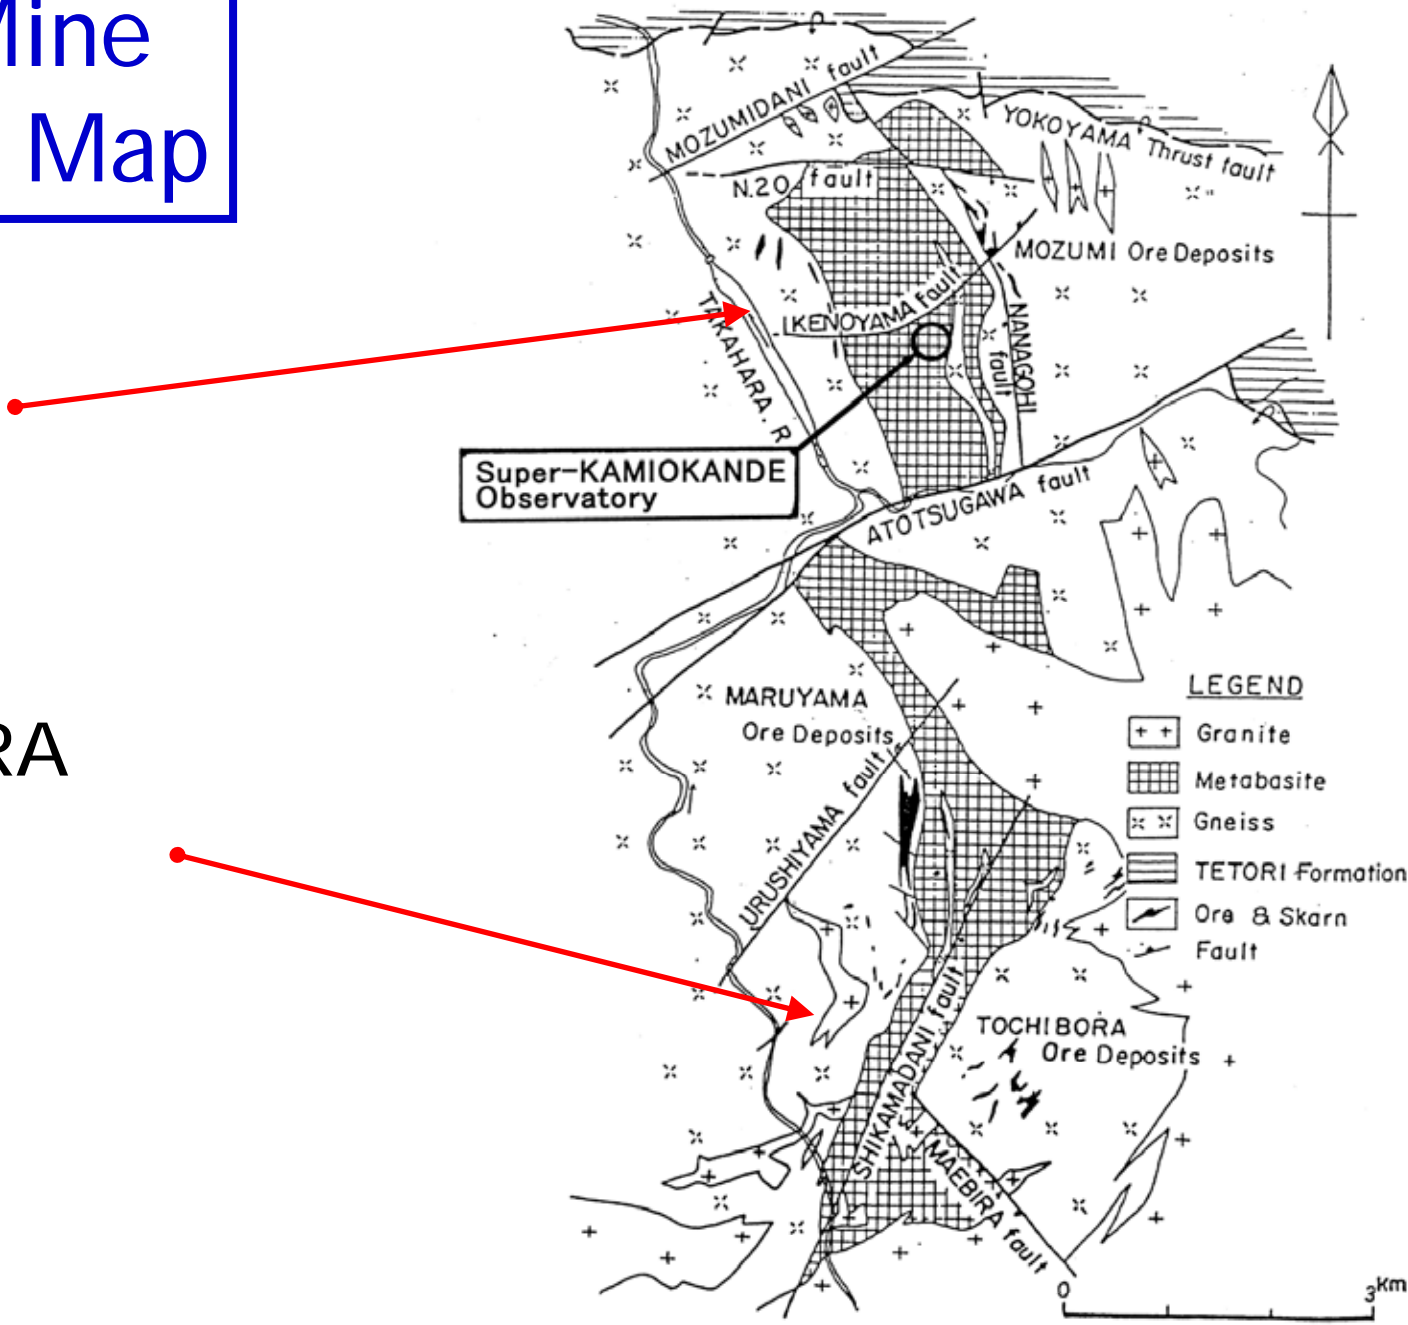 Mine
Map
MOZUMIDANI fault
YOKOYAMA Thrust fault
N.20 fault
MOZUMI Ore Deposits
IKENOYAMA fault
NANAGOHI fault
TAKAHARA. R
Super-KAMIOKANDE
Observatory
ATOTSUGAWA fault
RA
MARUYAMA
Ore Deposits
URUSHIYAMA fault
LEGEND
Granite
Metabasite
Gneiss
TETORI Formation
Ore & Skarn
Fault
SHIKAMADANI fault
TOCHIBORA
Ore Deposits
MAEBIRA fault
0 3Km